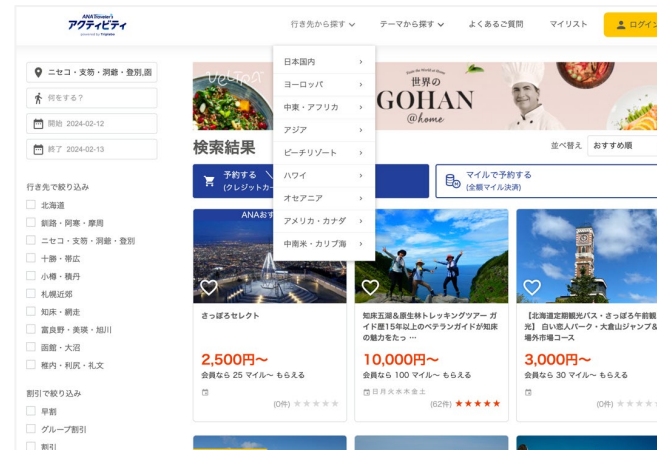 ANA Traveler's
アクティビティ
powered by Triplabo
行き先から探す
テーマから探す
よくあるご質問
マイリスト
ログイン
ニセコ・支笏・洞爺・登別,函
何をする?
開始 2024-02-12
終了 2024-02-13
行き先で絞り込み
北海道
釧路・阿寒・摩周
ニセコ・支笏・洞爺・登別
十勝・帯広
小樽・積丹
札幌近郊
知床・網走
富良野・美瑛・旭川
函館・大沼
稚内・利尻・礼文
割引で絞り込み
早割
グループ割引
割引
日本国内
ヨーロッパ
中東・アフリカ
アジア
ビーチリゾート
ハワイ
オセアニア
アメリカ・カナダ
中南米・カリブ海
VELTRA
From the World at Home
世界の
GOHAN
@home
検索結果
並べ替え おすすめ順
予約する \
(クレジットカー
マイルで予約する
(全額マイル決済)
ANAおす
さっぽろセレクト
2,500円〜
会員なら 25 マイル〜 もらえる
(0件) ★★★★★
知床五湖&原生林トレッキングツアー ガ
イド歴15年以上のベテランガイドが知床
の魅力をたっ …
10,000円〜
会員なら 100 マイル〜 もらえる
日月火水木金土
(62件) ★★★★★
【北海道定期観光バス・さっぽろ午前観
光】 白い恋人パーク・大倉山ジャンプ&
場外市場コース
3,000円〜
会員なら 30 マイル〜 もらえる
(0件) ★★★★